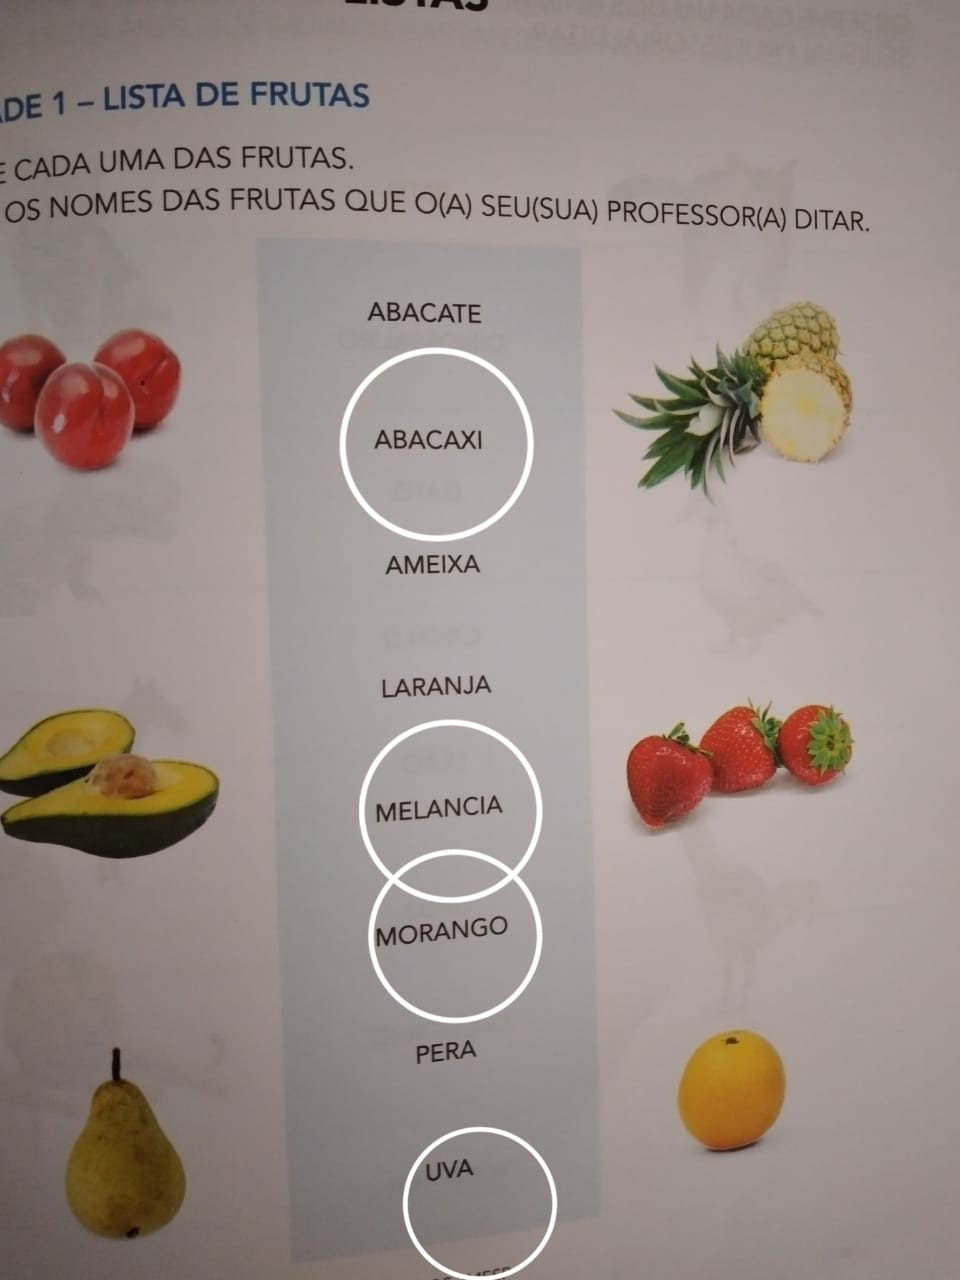 LISTAS
ADE 1 – LISTA DE FRUTAS
E CADA UMA DAS FRUTAS.
OS NOMES DAS FRUTAS QUE O(A) SEU(SUA) PROFESSOR(A) DITAR.
ABACATE
ABACAXI
AMEIXA
LARANJA
MELANCIA
MORANGO
PERA
UVA